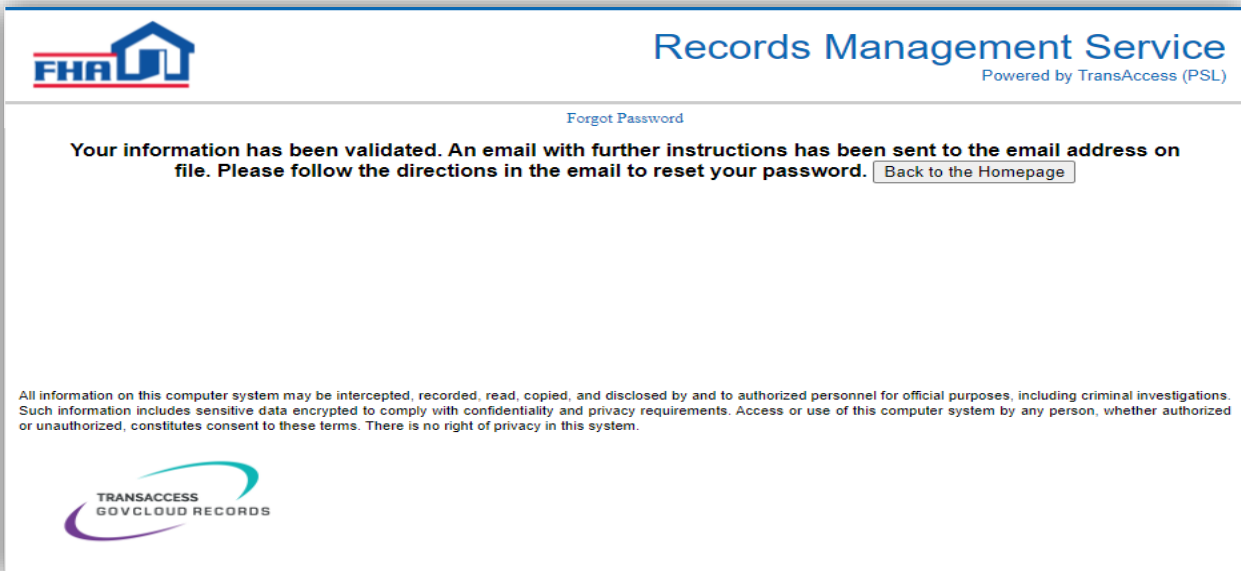 FHA
Records Management Service
Powered by TransAccess (PSL)
Forgot Password
Your information has been validated. An email with further instructions has been sent to the email address on
file. Please follow the directions in the email to reset your password. Back to the Homepage
All information on this computer system may be intercepted, recorded, read, copied, and disclosed by and to authorized personnel for official purposes, including criminal investigations.
Such information includes sensitive data encrypted to comply with confidentiality and privacy requirements. Access or use of this computer system by any person, whether authorized
or unauthorized, constitutes consent to these terms. There is no right of privacy in this system.
TRANSACCESS
GOVCLOUD RECORDS